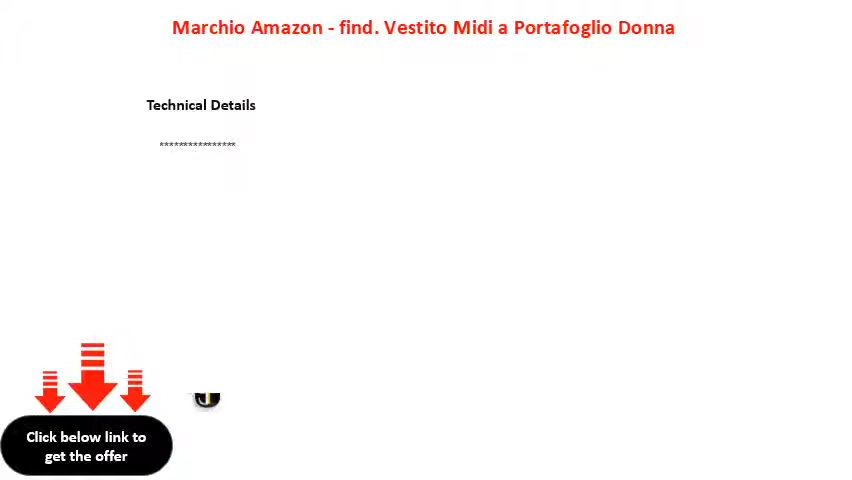 Marchio Amazon - find. Vestito Midi a Portafoglio Donna
Technical Details
****************
Click below link to
get the offer